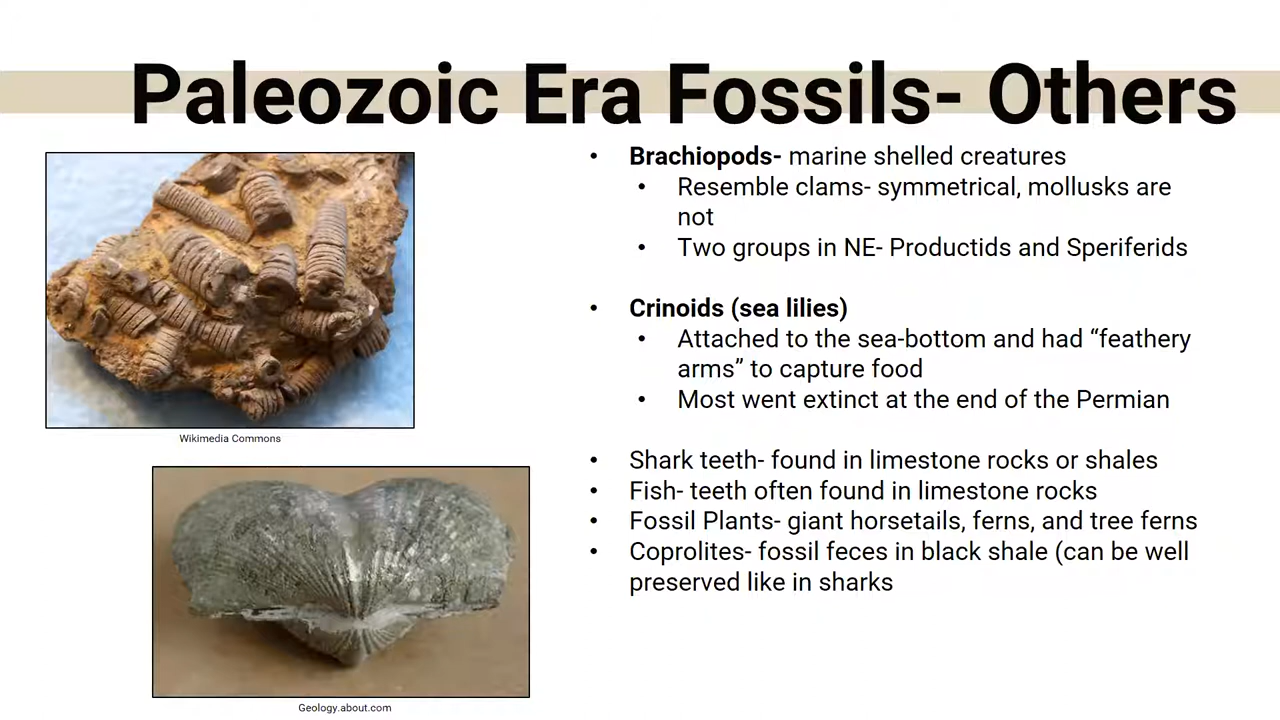 Paleozoic Era Fossils- Others
• Brachiopods- marine shelled creatures
• Resemble clams- symmetrical, mollusks are
not
• Two groups in NE- Productids and Speriferids
• Crinoids (sea lilies)
• Attached to the sea-bottom and had “feathery
arms” to capture food
• Most went extinct at the end of the Permian
• Shark teeth- found in limestone rocks or shales
• Fish- teeth often found in limestone rocks
• Fossil Plants- giant horsetails, ferns, and tree ferns
• Coprolites- fossil feces in black shale (can be well
preserved like in sharks
Wikimedia Commons
Geology.about.com